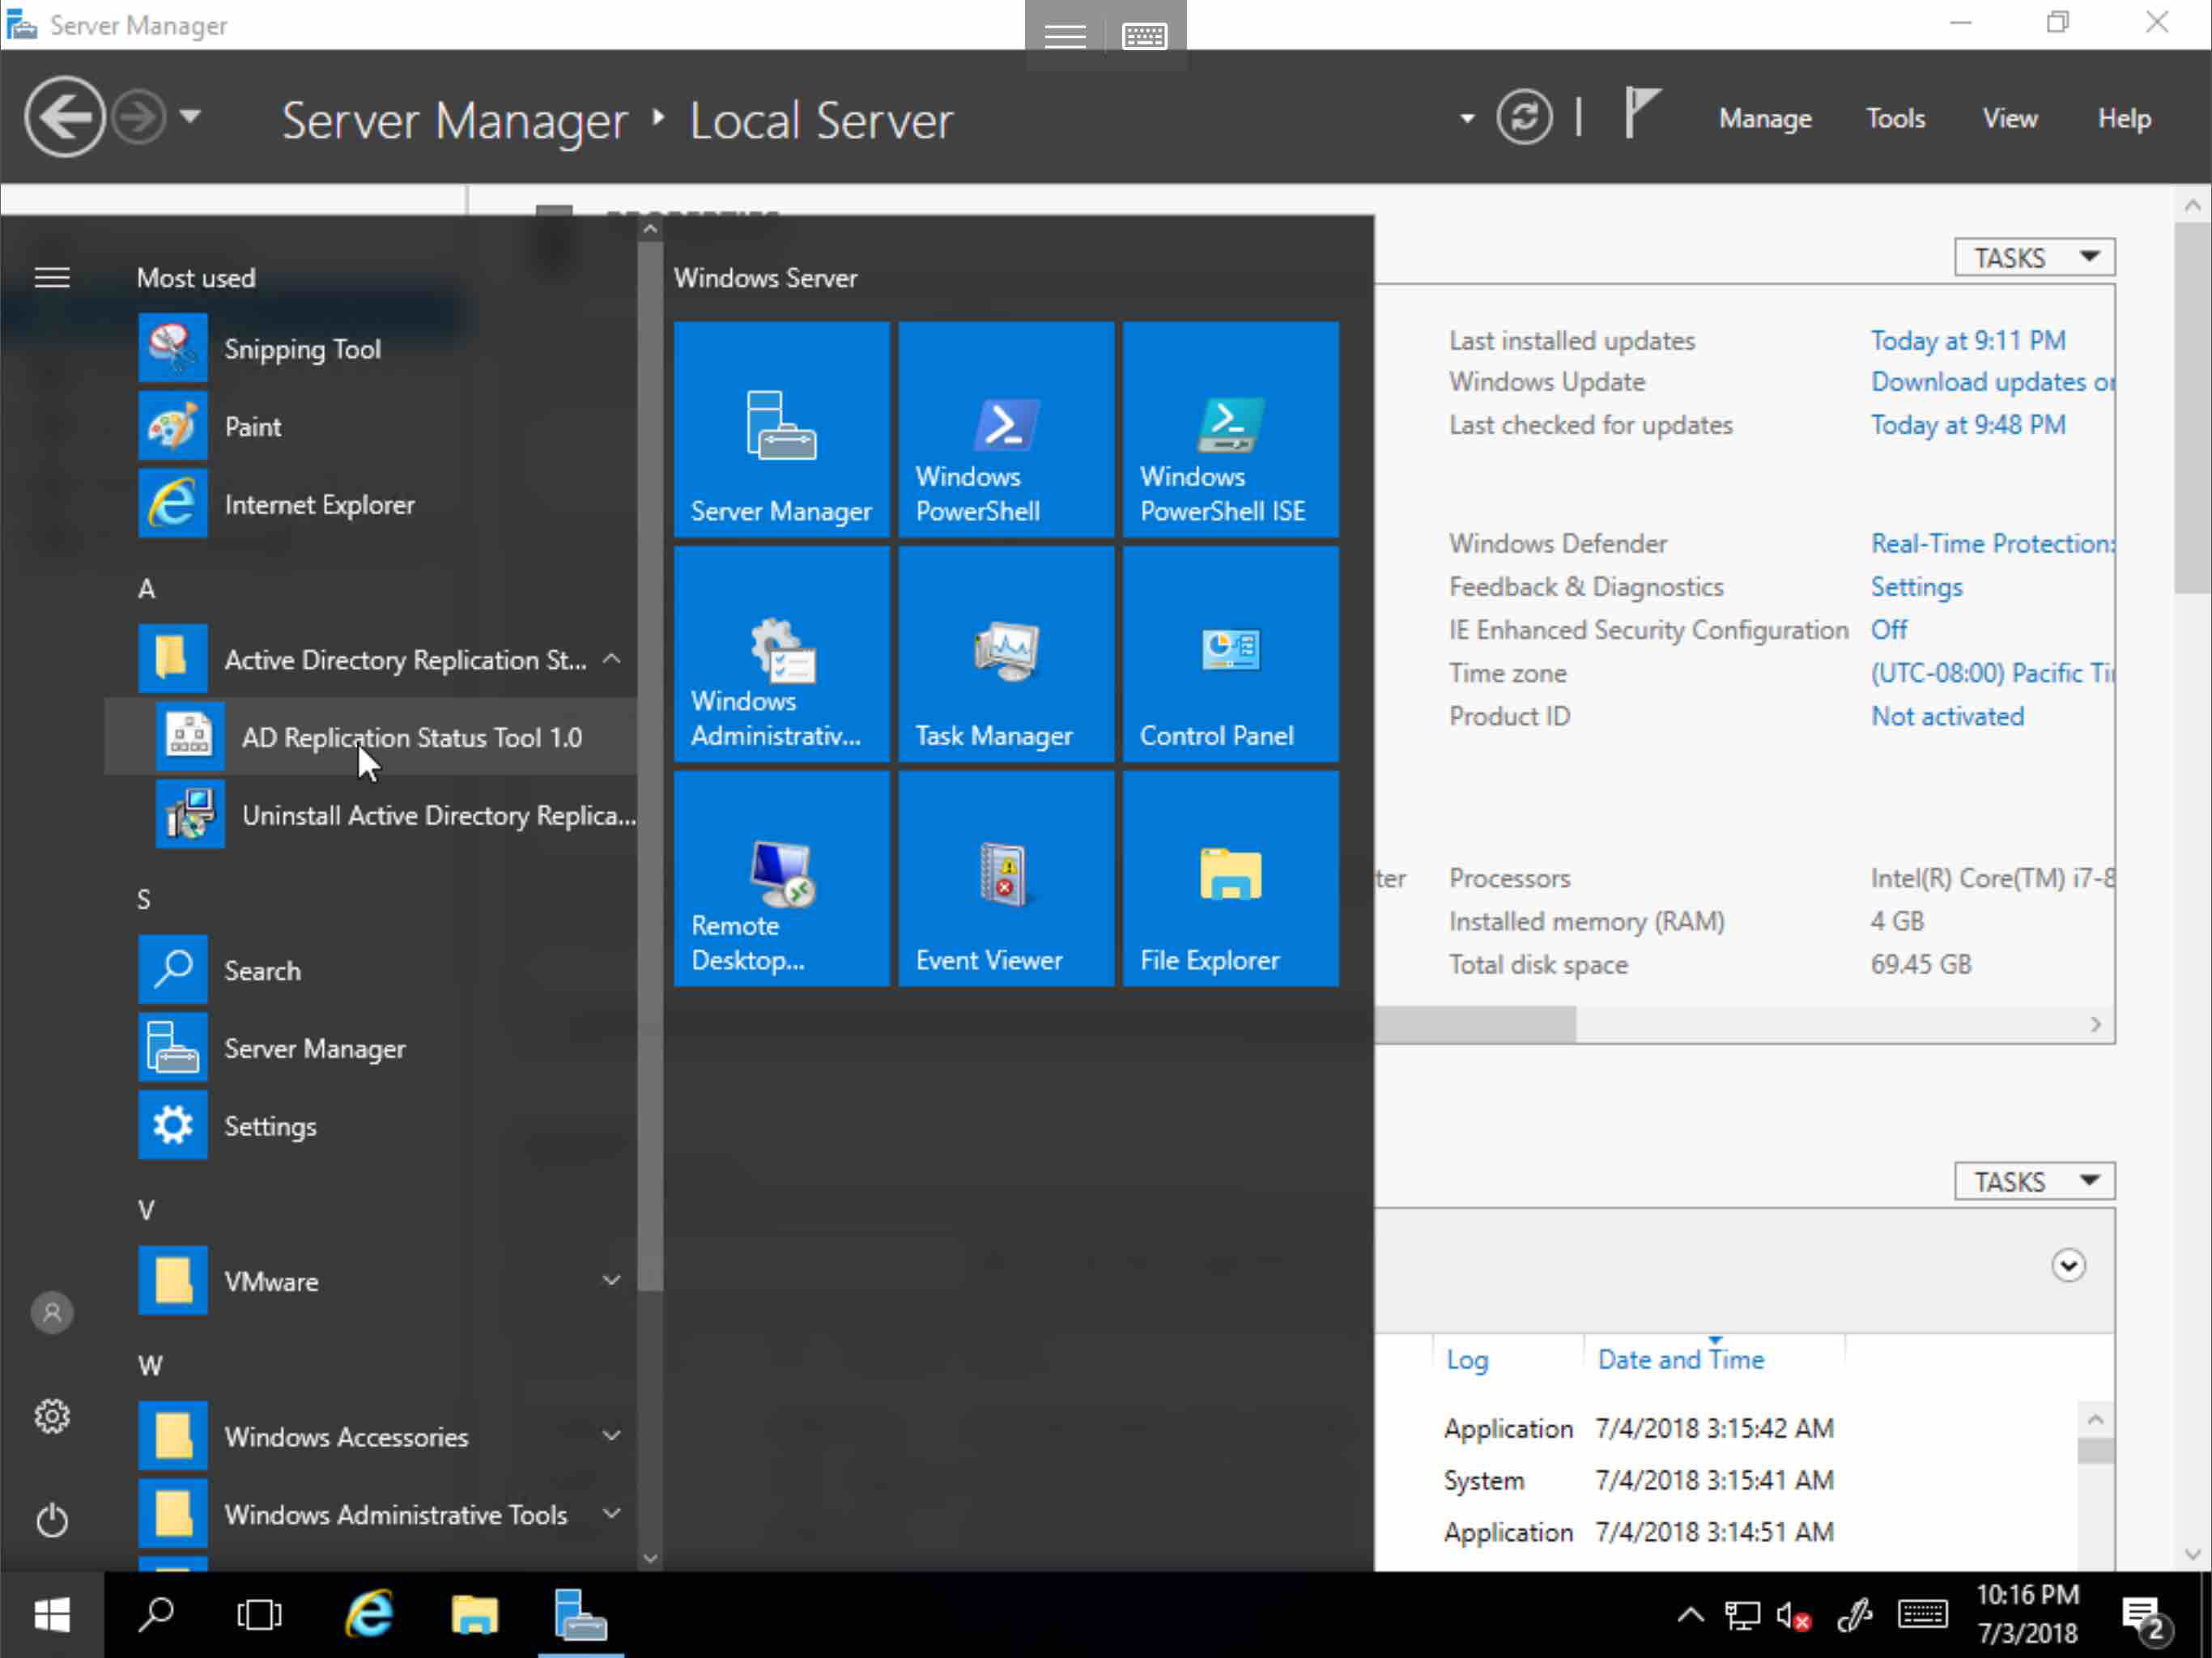 Server Manager
Server Manager ‣ Local Server
Manage
Tools
View
Help
Most used
Snipping Tool
Paint
Internet Explorer
A
Active Directory Replication St...
AD Replication Status Tool 1.0
Uninstall Active Directory Replica...
S
Search
Server Manager
Settings
V
VMware
W
Windows Accessories
Windows Administrative Tools
Windows Server
Server Manager
Windows
PowerShell
Windows
PowerShell ISE
Windows
Administrativ...
Task Manager
Control Panel
Remote
Desktop...
Event Viewer
File Explorer
TASKS
Last installed updates Today at 9:11 PM
Windows Update Download updates or
Last checked for updates Today at 9:48 PM
Windows Defender Real-Time Protection:
Feedback & Diagnostics Settings
IE Enhanced Security Configuration Off
Time zone (UTC-08:00) Pacific Ti
Product ID Not activated
ter Processors Intel(R) Core(TM) i7-8
Installed memory (RAM) 4 GB
Total disk space 69.45 GB
TASKS
Log Date and Time
Application 7/4/2018 3:15:42 AM
System 7/4/2018 3:15:41 AM
Application 7/4/2018 3:14:51 AM
10:16 PM
7/3/2018
2